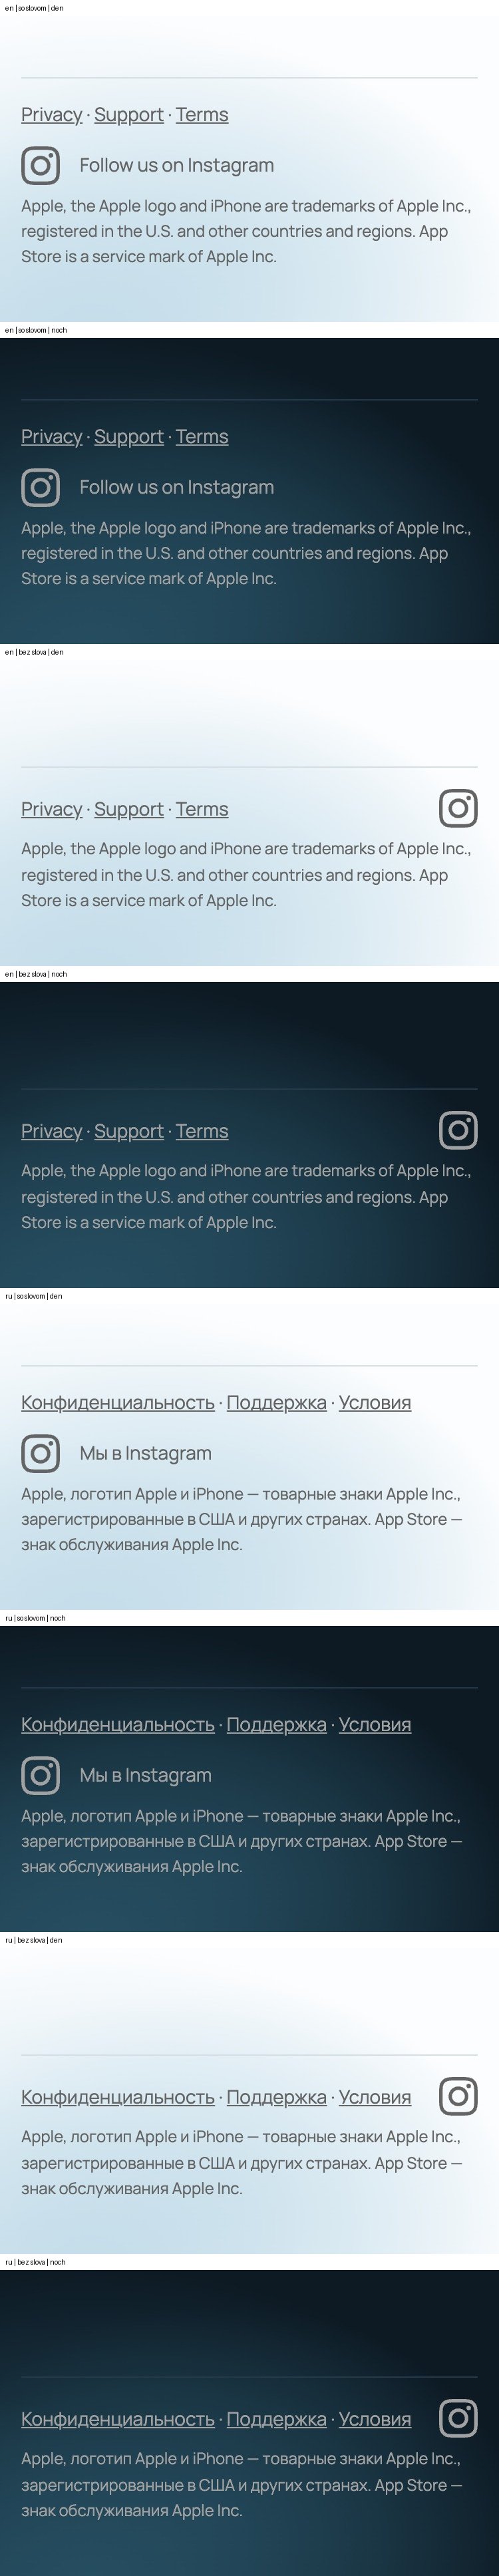 en | so slovom | den
Privacy · Support · Terms
Follow us on Instagram
Apple, the Apple logo and iPhone are trademarks of Apple Inc.,
registered in the U.S. and other countries and regions. App
Store is a service mark of Apple Inc.
en | so slovom | noch
Privacy · Support · Terms
Follow us on Instagram
Apple, the Apple logo and iPhone are trademarks of Apple Inc.,
registered in the U.S. and other countries and regions. App
Store is a service mark of Apple Inc.
en | bez slova | den
Privacy · Support · Terms
Apple, the Apple logo and iPhone are trademarks of Apple Inc.,
registered in the U.S. and other countries and regions. App
Store is a service mark of Apple Inc.
en | bez slova | noch
Privacy · Support · Terms
Apple, the Apple logo and iPhone are trademarks of Apple Inc.,
registered in the U.S. and other countries and regions. App
Store is a service mark of Apple Inc.
ru | so slovom | den
Конфиденциальность · Поддержка · Условия
Мы в Instagram
Apple, логотип Apple и iPhone — товарные знаки Apple Inc.,
зарегистрированные в США и других странах. App Store —
знак обслуживания Apple Inc.
ru | so slovom | noch
Конфиденциальность · Поддержка · Условия
Мы в Instagram
Apple, логотип Apple и iPhone — товарные знаки Apple Inc.,
зарегистрированные в США и других странах. App Store —
знак обслуживания Apple Inc.
ru | bez slova | den
Конфиденциальность · Поддержка · Условия
Apple, логотип Apple и iPhone — товарные знаки Apple Inc.,
зарегистрированные в США и других странах. App Store —
знак обслуживания Apple Inc.
ru | bez slova | noch
Конфиденциальность · Поддержка · Условия
Apple, логотип Apple и iPhone — товарные знаки Apple Inc.,
зарегистрированные в США и других странах. App Store —
знак обслуживания Apple Inc.